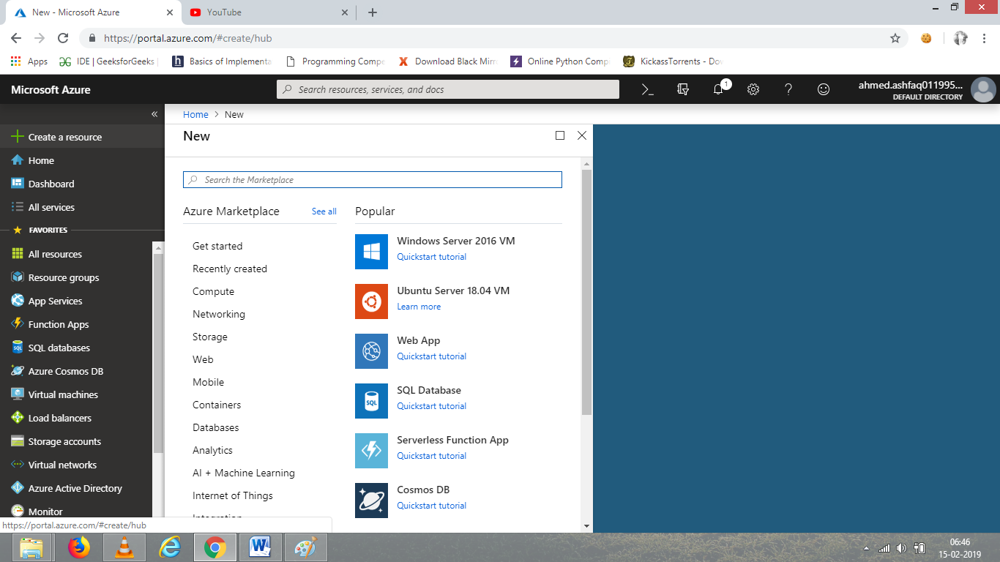 New - Microsoft Azure
YouTube
https://portal.azure.com/#create/hub
Apps
IDE | GeeksforGeeks |
Basics of Implementa
Programming Compe
Download Black Mirr
Online Python Compi
KickassTorrents - Dov
Microsoft Azure
Search resources, services, and docs
1
ahmed.ashfaq011995...
DEFAULT DIRECTORY
Create a resource
Home
Dashboard
All services
FAVORITES
All resources
Resource groups
App Services
Function Apps
SQL databases
Azure Cosmos DB
Virtual machines
Load balancers
Storage accounts
Virtual networks
Azure Active Directory
Monitor
https://portal.azure.com/#create/hub
Home > New
New
Search the Marketplace
Azure Marketplace
See all
Get started
Recently created
Compute
Networking
Storage
Web
Mobile
Containers
Databases
Analytics
AI + Machine Learning
Internet of Things
Integration
Popular
Windows Server 2016 VM
Quickstart tutorial
Ubuntu Server 18.04 VM
Learn more
Web App
Quickstart tutorial
SQL
SQL Database
Quickstart tutorial
Serverless Function App
Quickstart tutorial
Cosmos DB
Quickstart tutorial
06:46
15-02-2019